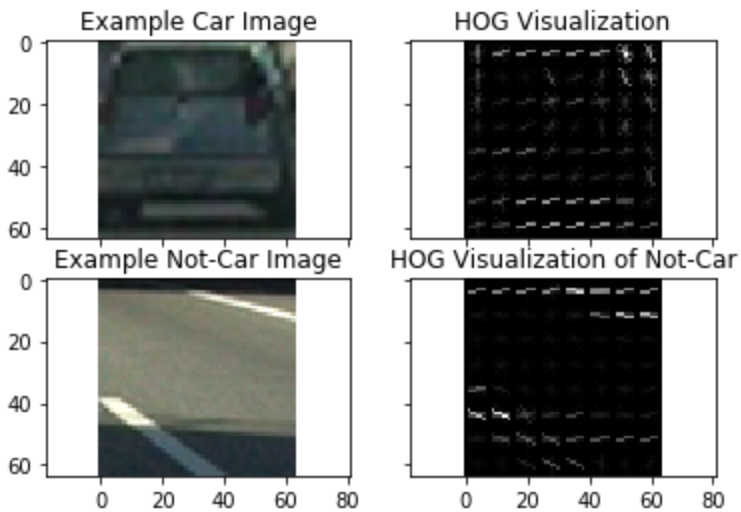 Example Car Image
HOG Visualization
0
20
40
60
Example Not-Car Image
HOG Visualization of Not-Car
0
20
40
60
0 20 40 60 80
0 20 40 60 80